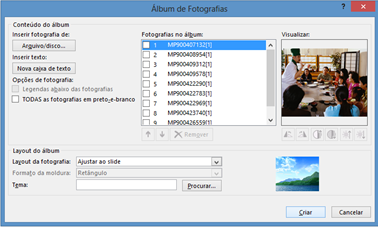 Álbum de Fotografias
Conteúdo do álbum
Inserir fotografia de:
Arquivo/disco...
Inserir texto:
Nova caixa de texto
Opções de fotografia:
Legendas abaixo das fotografias
TODAS as fotografias em preto-e-branco
Fotografias no álbum:
1 MP900407132[1]
2 MP900408954[1]
3 MP900409312[1]
4 MP900409578[1]
5 MP900422290[1]
6 MP900422783[1]
7 MP900422969[1]
8 MP900423740[1]
9 MP900426559[1]
Remover
Visualizar:
Layout do álbum
Layout da fotografia: Ajustar ao slide
Formato da moldura: Retângulo
Tema: Procurar...
Criar
Cancelar